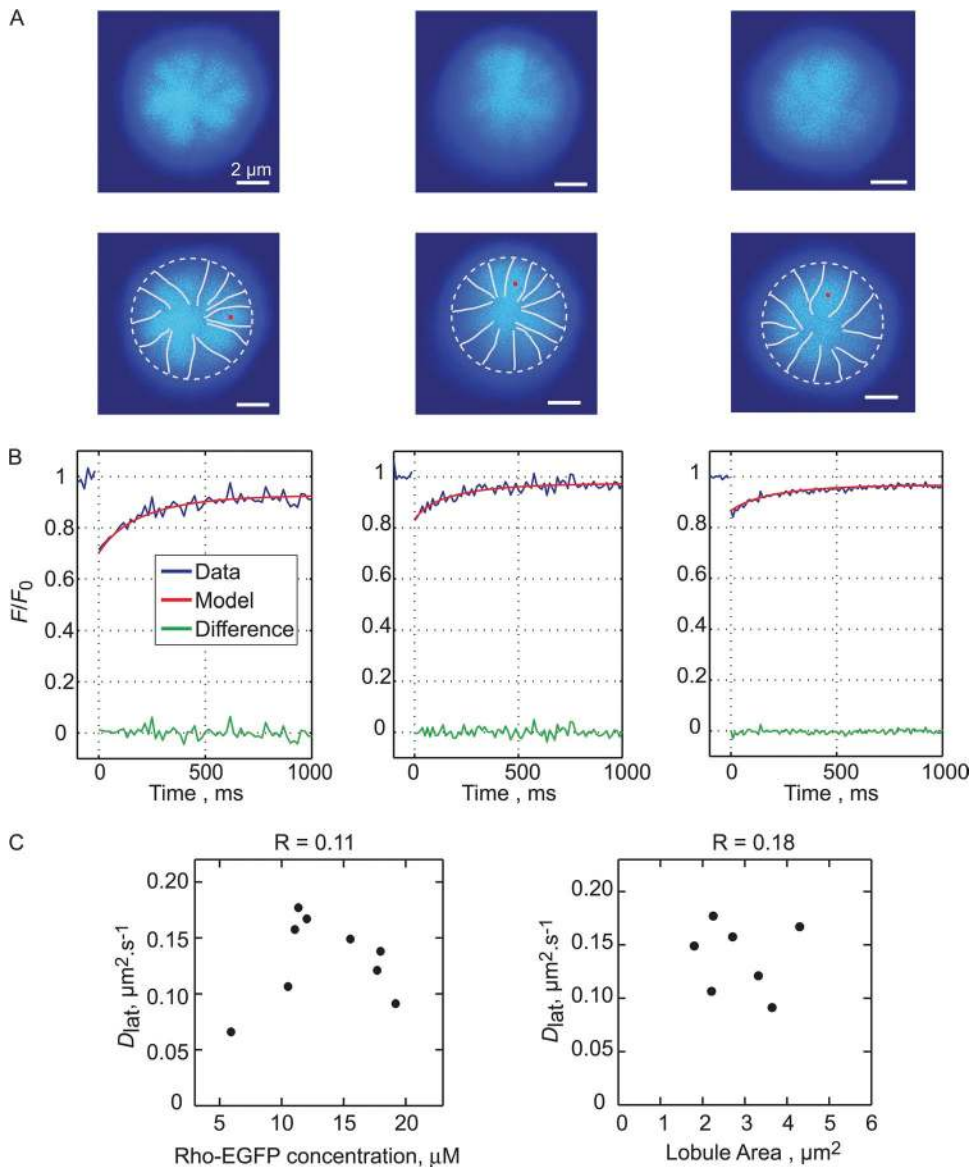 A
2 µm
B
1
0.8
0.6
0.4
0.2
0
F/F0
Data
Model
Difference
0 500 1000
Time , ms
1
0.8
0.6
0.4
0.2
0
0 500 1000
Time , ms
1
0.8
0.6
0.4
0.2
0
0 500 1000
Time , ms
C
R = 0.11
0.20
0.15
0.10
0.05
0
Dlat, µm².s⁻¹
5 10 15 20
Rho-EGFP concentration, µM
R = 0.18
0.20
0.15
0.10
0.05
0
Dlat, µm².s⁻¹
0 1 2 3 4 5 6
Lobule Area , µm²